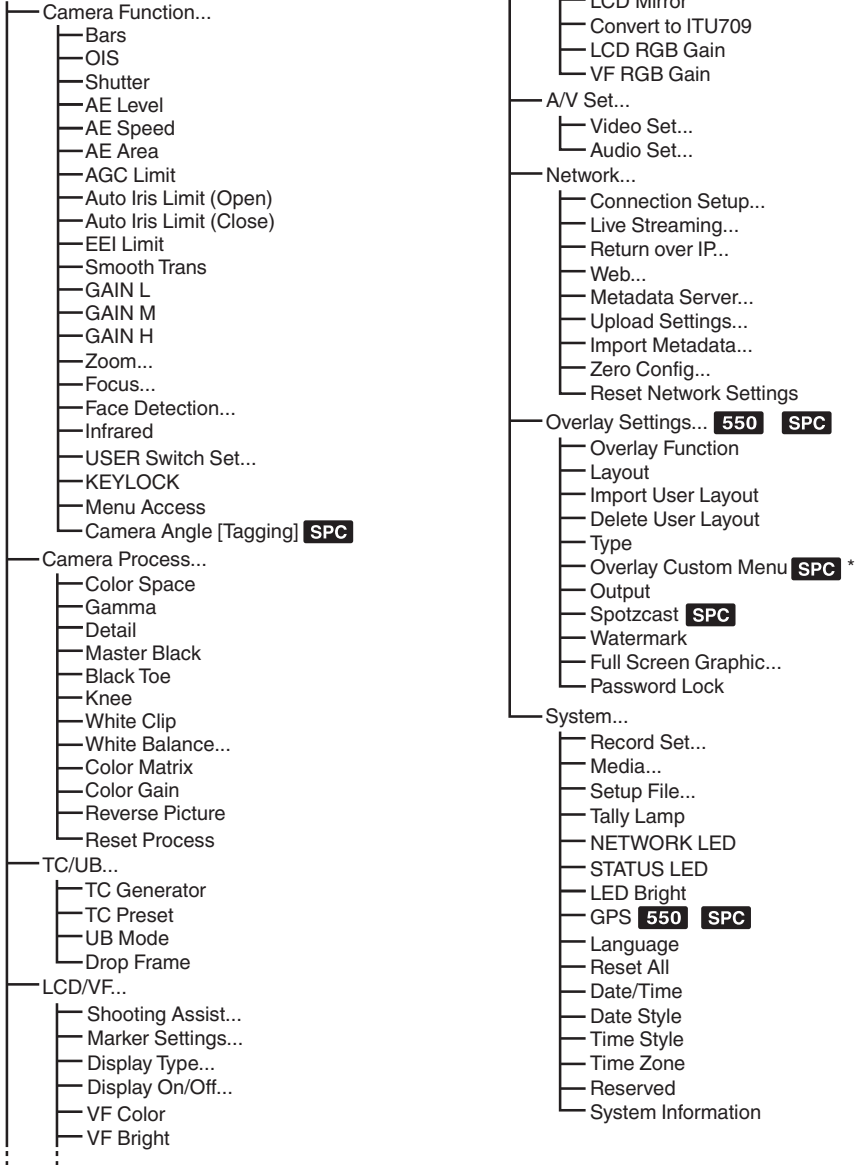 Camera Function...
Bars
OIS
Shutter
AE Level
AE Speed
AE Area
AGC Limit
Auto Iris Limit (Open)
Auto Iris Limit (Close)
EEI Limit
Smooth Trans
GAIN L
GAIN M
GAIN H
Zoom...
Focus...
Face Detection...
Infrared
USER Switch Set...
KEYLOCK
Menu Access
Camera Angle [Tagging] SPC
Camera Process...
Color Space
Gamma
Detail
Master Black
Black Toe
Knee
White Clip
White Balance...
Color Matrix
Color Gain
Reverse Picture
Reset Process
TC/UB...
TC Generator
TC Preset
UB Mode
Drop Frame
LCD/VF...
Shooting Assist...
Marker Settings...
Display Type...
Display On/Off...
VF Color
VF Bright
LCD Mirror
Convert to ITU709
LCD RGB Gain
VF RGB Gain
A/V Set...
Video Set...
Audio Set...
Network...
Connection Setup...
Live Streaming...
Return over IP...
Web...
Metadata Server...
Upload Settings...
Import Metadata...
Zero Config...
Reset Network Settings
Overlay Settings... 550 SPC
Overlay Function
Layout
Import User Layout
Delete User Layout
Type
Overlay Custom Menu SPC *
Output
Spotzcast SPC
Watermark
Full Screen Graphic...
Password Lock
System...
Record Set...
Media...
Setup File...
Tally Lamp
NETWORK LED
STATUS LED
LED Bright
GPS 550 SPC
Language
Reset All
Date/Time
Date Style
Time Style
Time Zone
Reserved
System Information